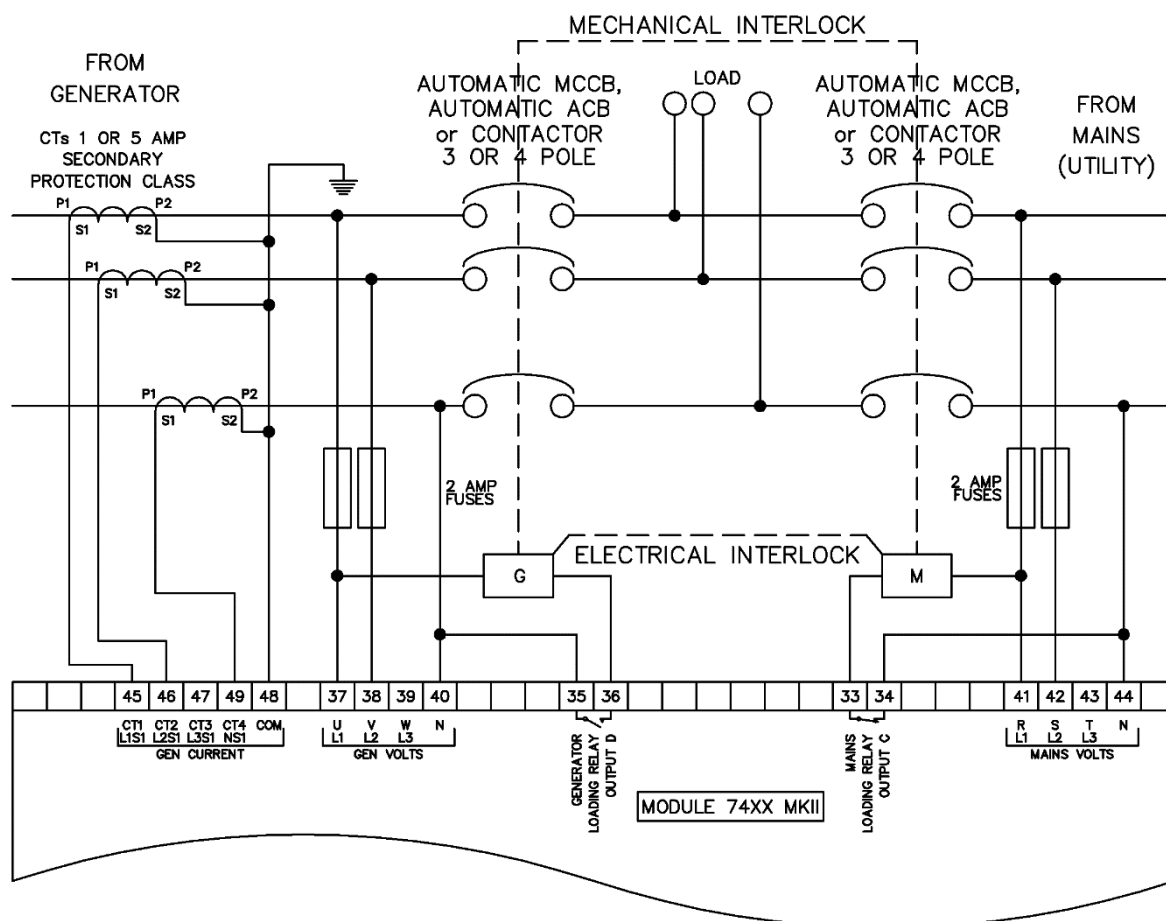 MECHANICAL INTERLOCK
FROM
GENERATOR
CTs 1 OR 5 AMP
SECONDARY
PROTECTION CLASS
AUTOMATIC MCCB,
AUTOMATIC ACB
or CONTACTOR
3 OR 4 POLE
LOAD
AUTOMATIC MCCB,
AUTOMATIC ACB
or CONTACTOR
3 OR 4 POLE
FROM
MAINS
(UTILITY)
P1 P2
S1 S2
P1 P2
S1 S2
P1 P2
S1 S2
2 AMP
FUSES
2 AMP
FUSES
ELECTRICAL INTERLOCK
G
M
45 46 47 49 48 37 38 39 40 35 36 33 34 41 42 43 44
CT1 CT2 CT3 CT4 COM
L1S1 L2S1 L3S1 NS1
GEN CURRENT
U V W N
L1 L2 L3
GEN VOLTS
GENERATOR
LOADING RELAY
OUTPUT D
MAINS
LOADING RELAY
OUTPUT C
R S T N
L1 L2 L3
MAINS VOLTS
MODULE 74XX MKII